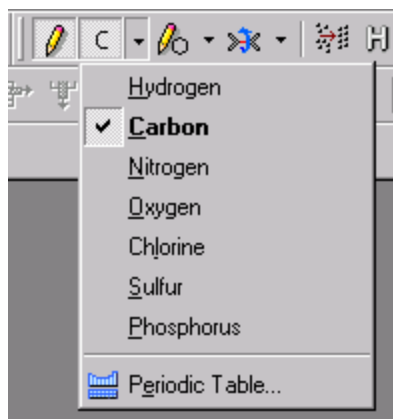 C
H
Hydrogen
Carbon
Nitrogen
Oxygen
Chlorine
Sulfur
Phosphorus
Periodic Table...